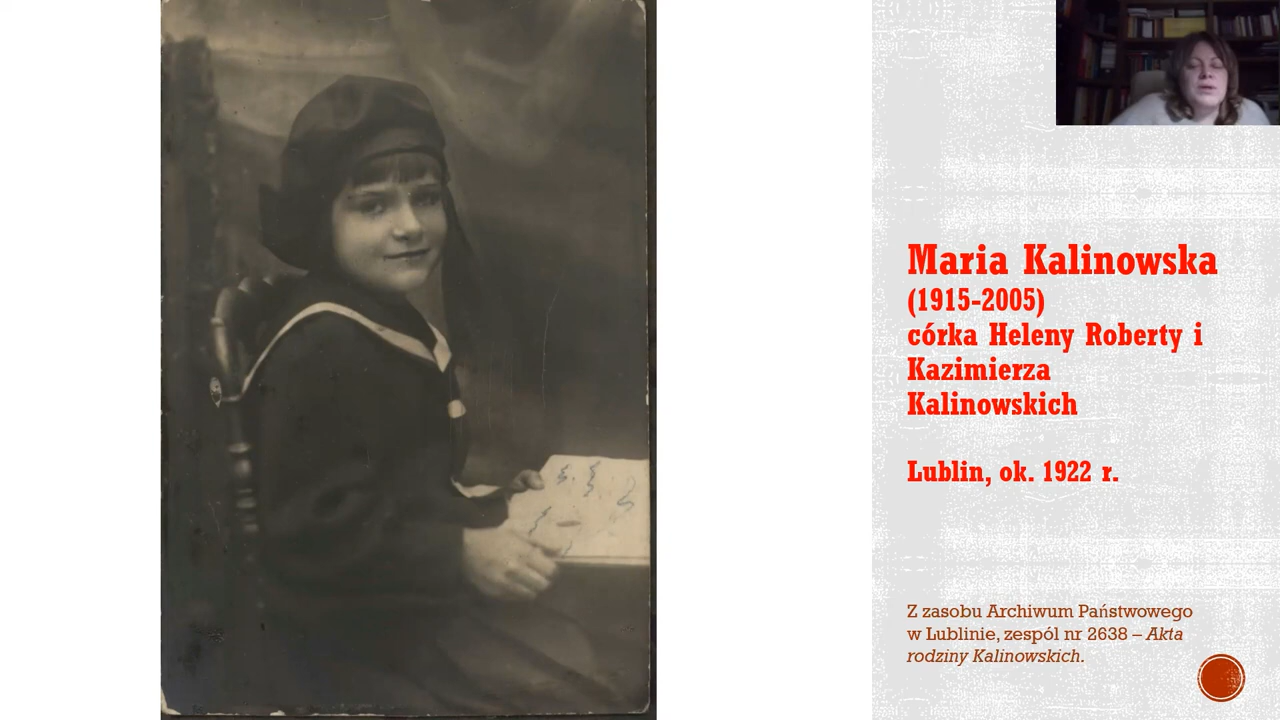 Maria Kalinowska
(1915-2005)
córka Heleny Roberty i
Kazimierza
Kalinowskich
Lublin, ok. 1922 r.
Z zasobu Archiwum Państwowego
w Lublinie, zespól nr 2638 – Akta
rodziny Kalinowskich.